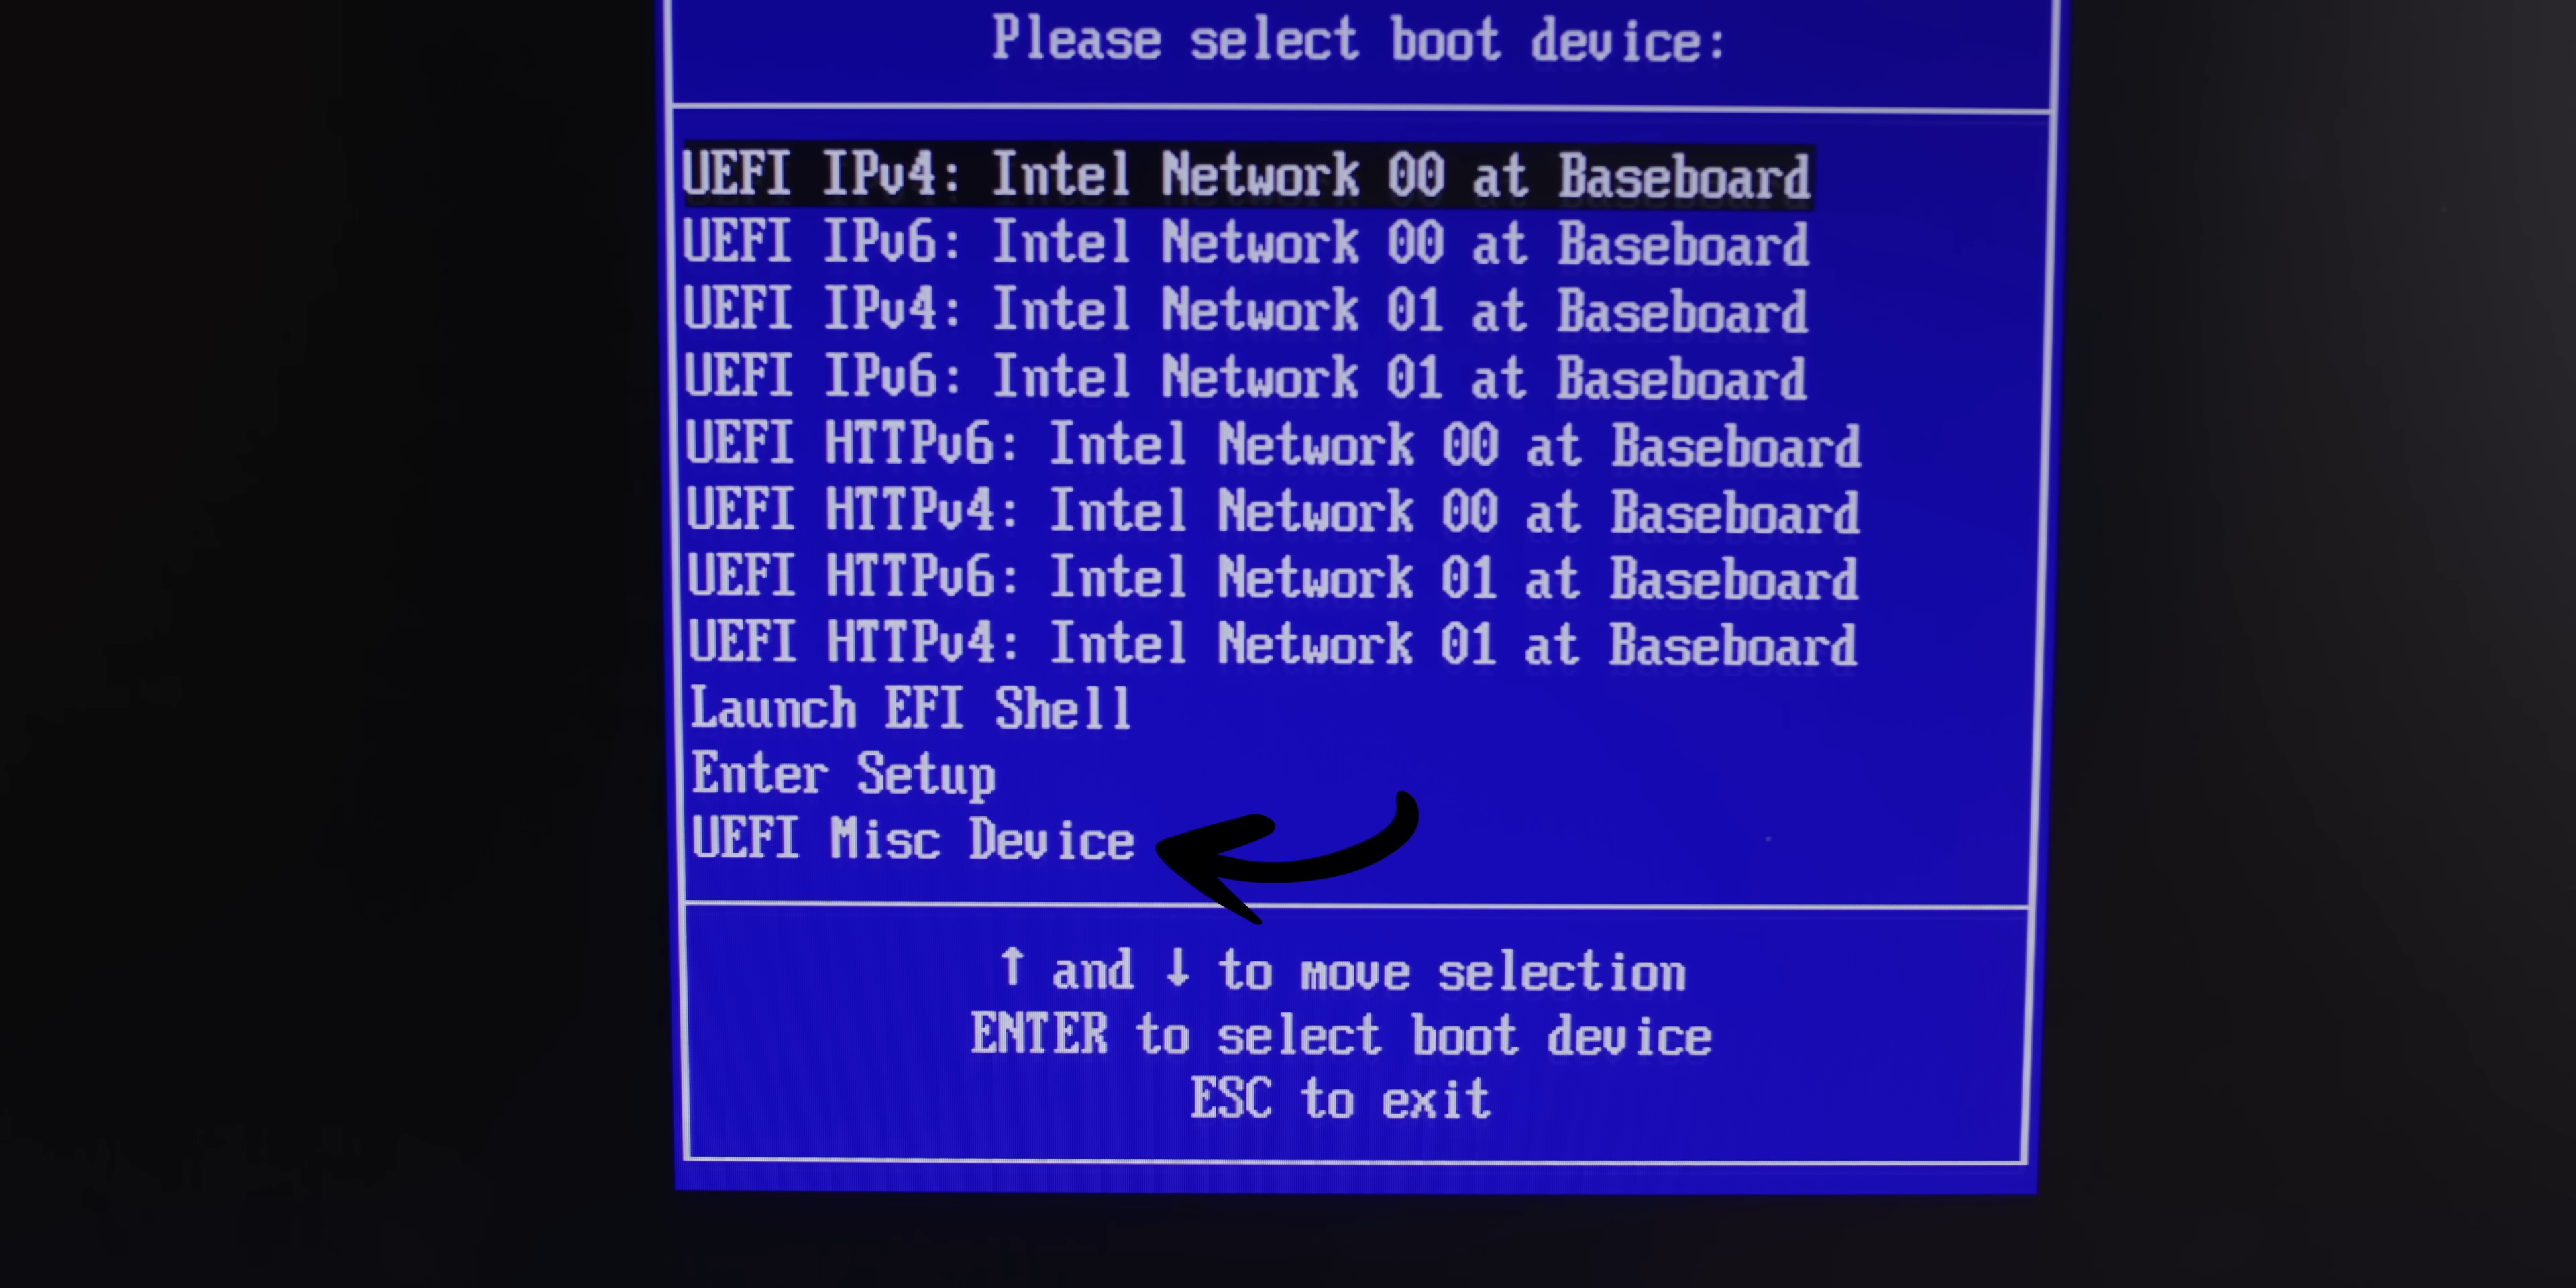 Please select boot device:
UEFI IPv4: Intel Network 00 at Baseboard
UEFI IPv6: Intel Network 00 at Baseboard
UEFI IPv4: Intel Network 01 at Baseboard
UEFI IPv6: Intel Network 01 at Baseboard
UEFI HTTPv6: Intel Network 00 at Baseboard
UEFI HTTPv4: Intel Network 00 at Baseboard
UEFI HTTPv6: Intel Network 01 at Baseboard
UEFI HTTPv4: Intel Network 01 at Baseboard
Launch EFI Shell
Enter Setup
UEFI Misc Device
↑ and ↓ to move selection
ENTER to select boot device
ESC to exit